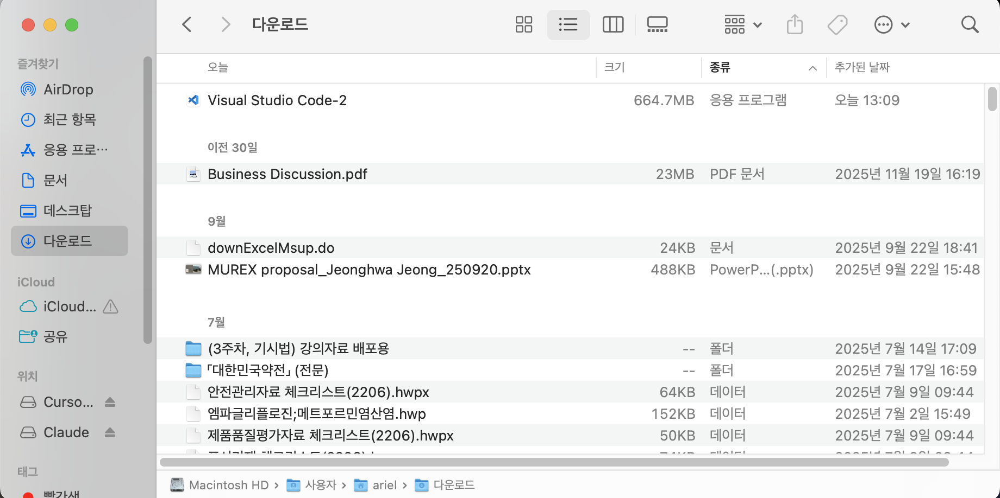 다운로드
즐겨찾기
AirDrop
최근 항목
응용 프로…
문서
데스크탑
다운로드
iCloud
iCloud…
공유
위치
Curso…
Claude
태그
빨간색
오늘 크기 종류 추가된 날짜
Visual Studio Code-2 664.7MB 응용 프로그램 오늘 13:09
이전 30일
Business Discussion.pdf 23MB PDF 문서 2025년 11월 19일 16:19
9월
downExcelMsup.do 24KB 문서 2025년 9월 22일 18:41
MUREX proposal_Jeonghwa Jeong_250920.pptx 488KB PowerP…(.pptx) 2025년 9월 22일 15:48
7월
(3주차, 기시법) 강의자료 배포용 -- 폴더 2025년 7월 14일 17:09
「대한민국약전」 (전문) -- 폴더 2025년 7월 17일 16:59
안전관리자료 체크리스트(2206).hwpx 64KB 데이터 2025년 7월 9일 09:44
엠파글리플로진;메트포르민염산염.hwp 152KB 데이터 2025년 7월 2일 15:49
제품품질평가자료 체크리스트(2206).hwpx 50KB 데이터 2025년 7월 9일 09:44
Macintosh HD › 사용자 › ariel › 다운로드